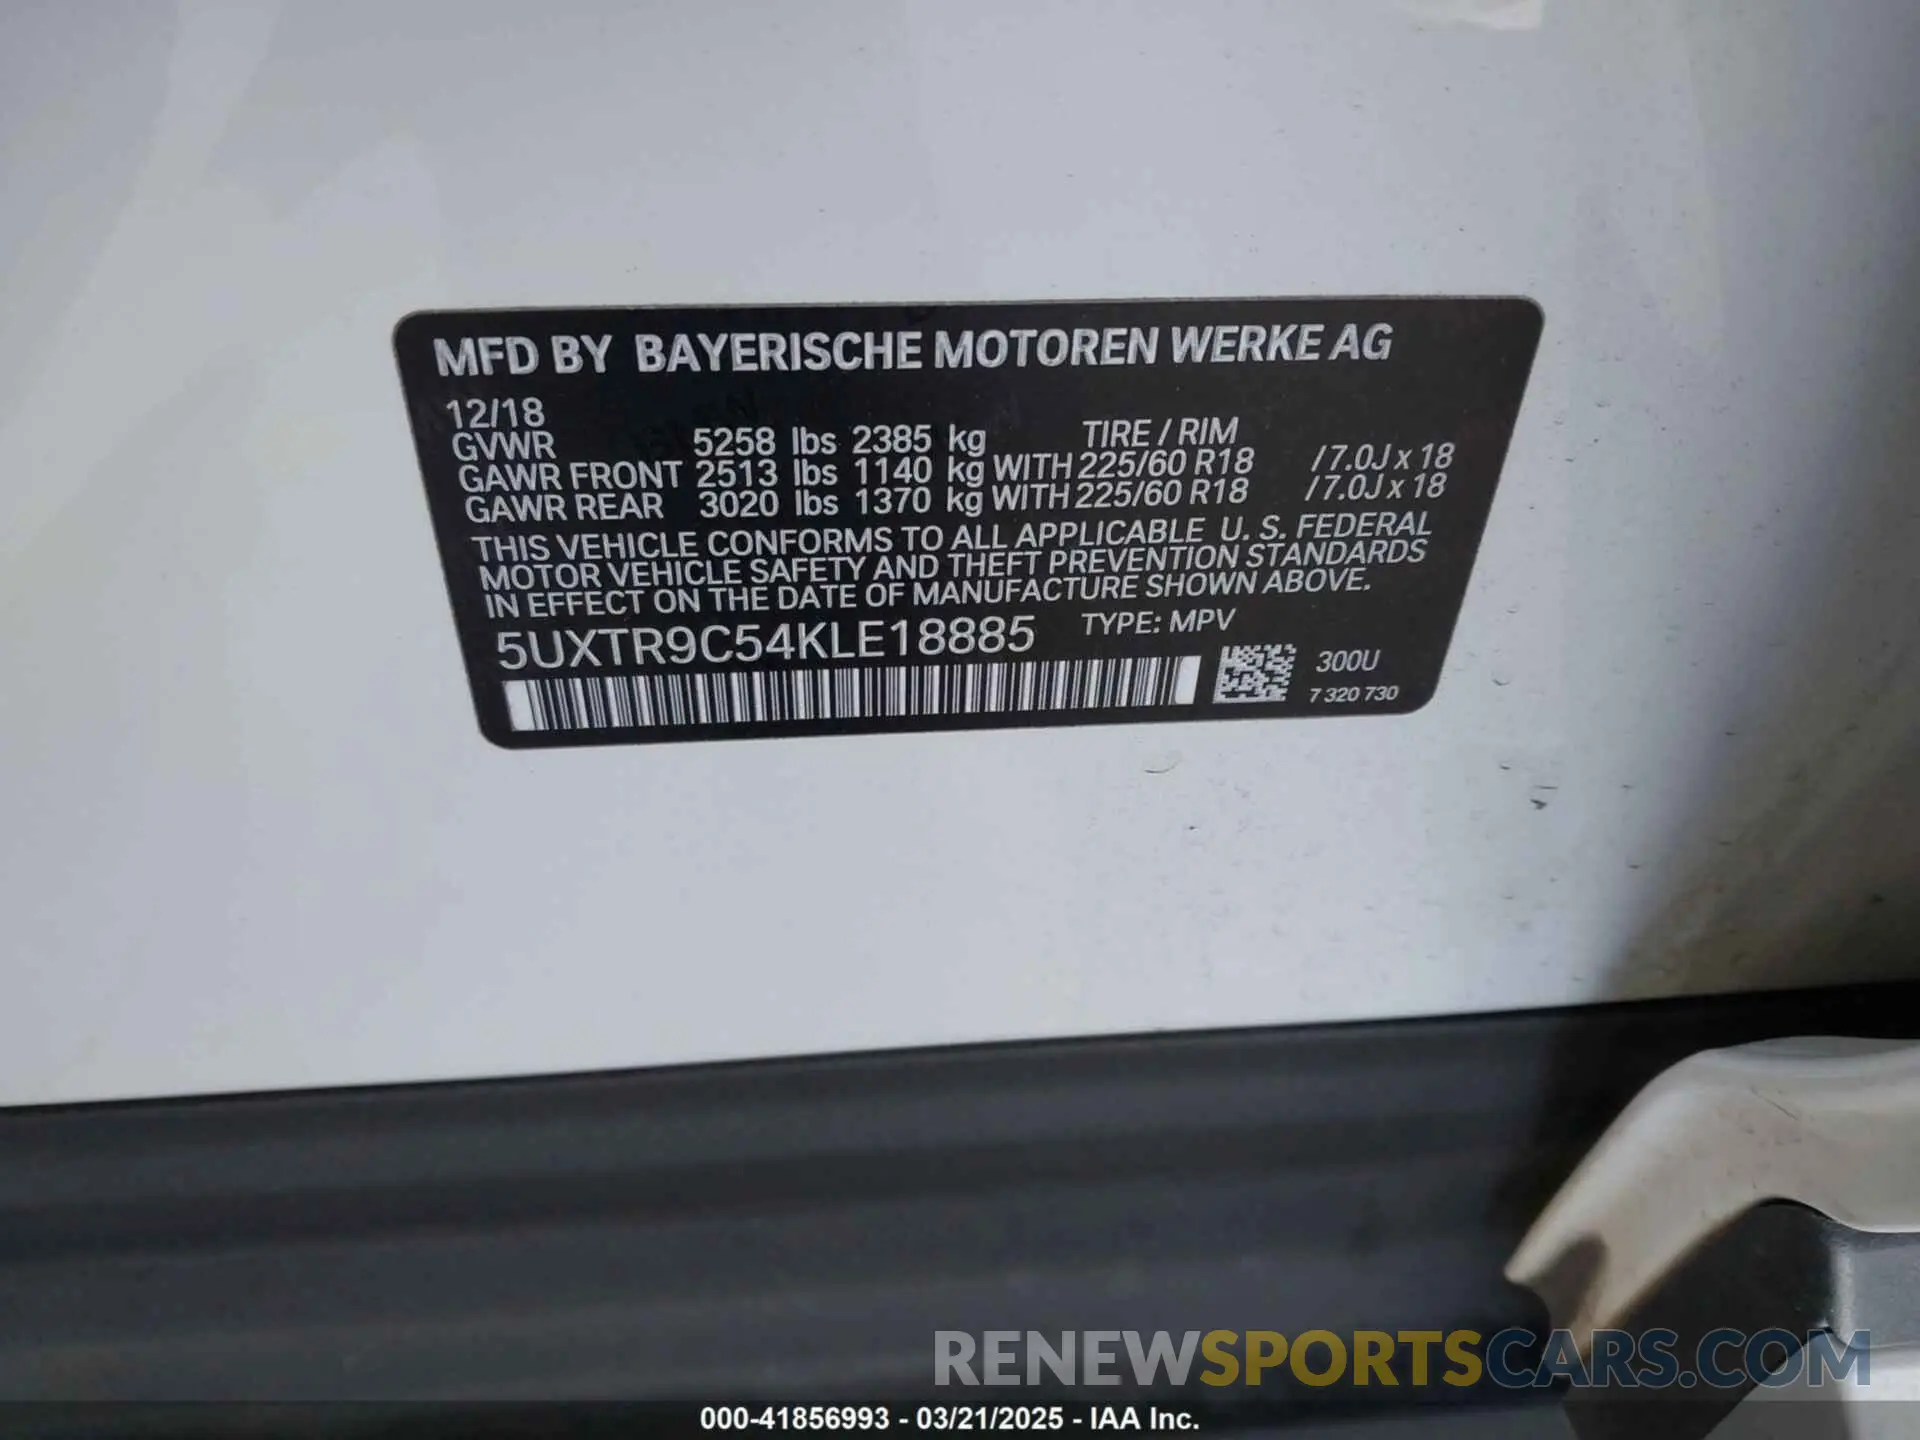 MFD BY BAYERISCHE MOTOREN WERKE AG
12/18
GVWR 5258 lbs 2385 kg TIRE / RIM
GAWR FRONT 2513 lbs 1140 kg WITH 225/60 R18 / 7.0J x 18
GAWR REAR 3020 lbs 1370 kg WITH 225/60 R18 / 7.0J x 18
THIS VEHICLE CONFORMS TO ALL APPLICABLE U. S. FEDERAL
MOTOR VEHICLE SAFETY AND THEFT PREVENTION STANDARDS
IN EFFECT ON THE DATE OF MANUFACTURE SHOWN ABOVE.
5UXTR9C54KLE18885 TYPE: MPV
300U
7 320 730
RENEWSPORTSCARS.COM
000-41856993 - 03/21/2025 - IAA Inc.